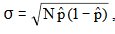 σ = √(N p̂ (1 − p̂)) ,